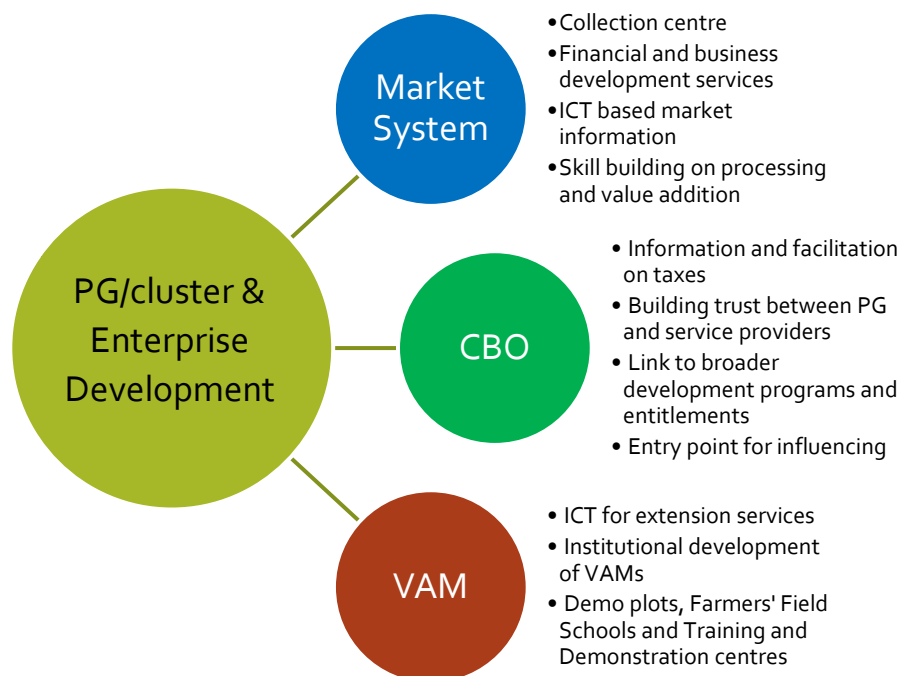 PG/cluster &
Enterprise
Development
Market
System
•Collection centre
•Financial and business
development services
•ICT based market
information
•Skill building on processing
and value addition
CBO
• Information and facilitation
on taxes
• Building trust between PG
and service providers
• Link to broader
development programs and
entitlements
• Entry point for influencing
VAM
• ICT for extension services
• Institutional development
of VAMs
• Demo plots, Farmers' Field
Schools and Training and
Demonstration centres